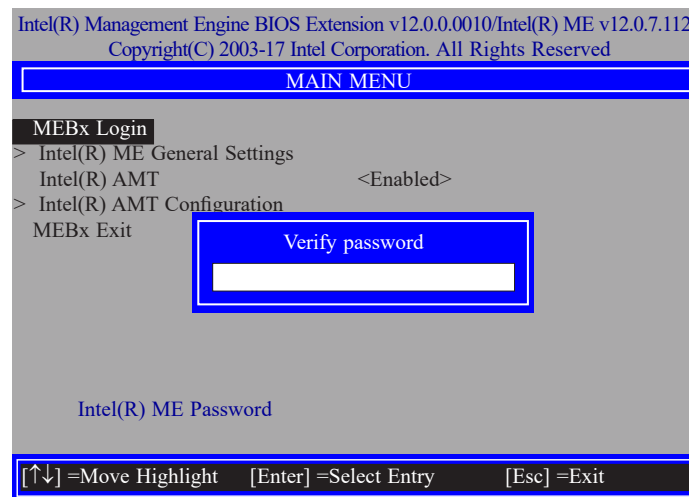 Intel(R) Management Engine BIOS Extension v12.0.0.0010/Intel(R) ME v12.0.7.112
Copyright(C) 2003-17 Intel Corporation. All Rights Reserved
MAIN MENU
MEBx Login
> Intel(R) ME General Settings
Intel(R) AMT <Enabled>
> Intel(R) AMT Configuration
MEBx Exit
Verify password
Intel(R) ME Password
[↑↓] =Move Highlight [Enter] =Select Entry [Esc] =Exit